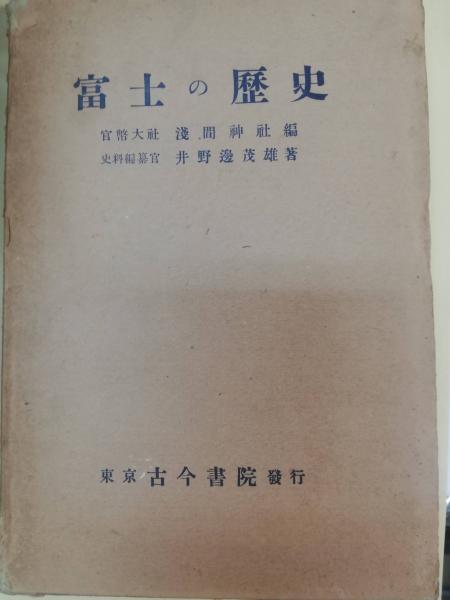 富士の歴史
官幣大社 淺間神社編
史料編纂官 井野邊茂雄著
東京 古今書院 發行